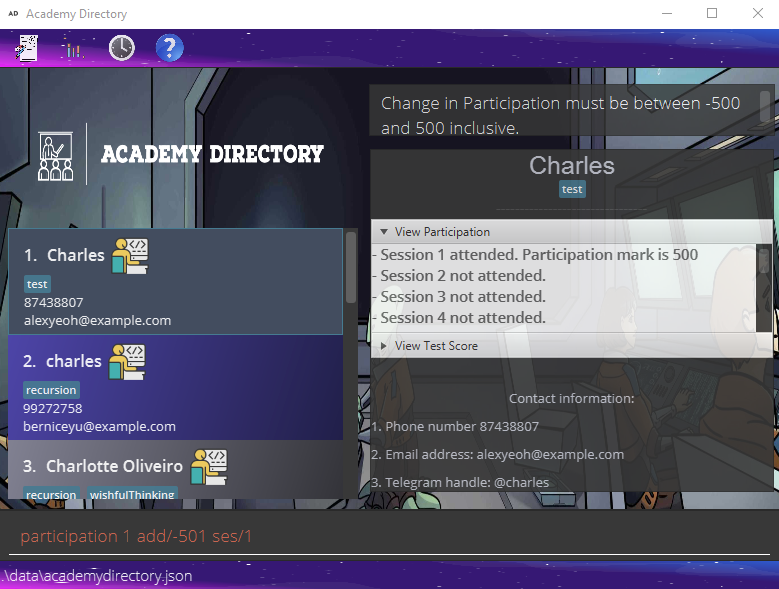 AD Academy Directory
?
Change in Participation must be between -500
and 500 inclusive.
ACADEMY DIRECTORY
Charles
test
View Participation
- Session 1 attended. Participation mark is 500
- Session 2 not attended.
- Session 3 not attended.
- Session 4 not attended.
View Test Score
Contact information:
1. Phone number 87438807
2. Email address: alexyeoh@example.com
3. Telegram handle: @charles
1. Charles
test
87438807
alexyeoh@example.com
2. charles
recursion
99272758
berniceyu@example.com
3. Charlotte Oliveiro
recursion wishfulThinking
participation 1 add/-501 ses/1
.\data\academydirectory.json